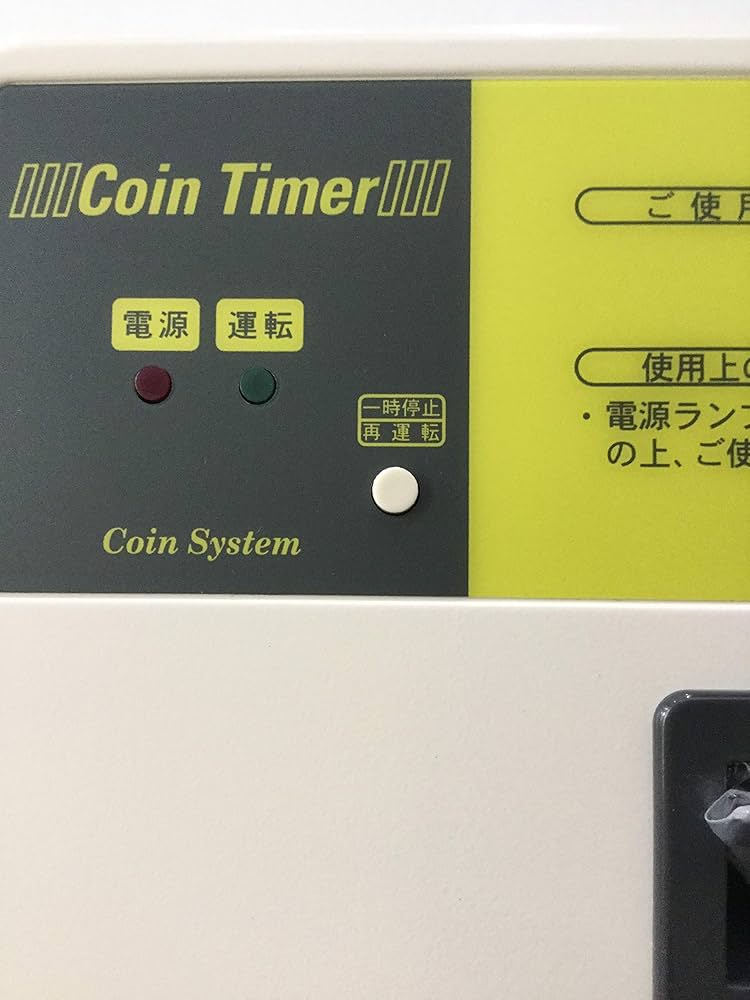 Coin Timer
電源 運転
一時停止
再運転
Coin System
ご使用
使用上の
・電源ラン
の上、ご使